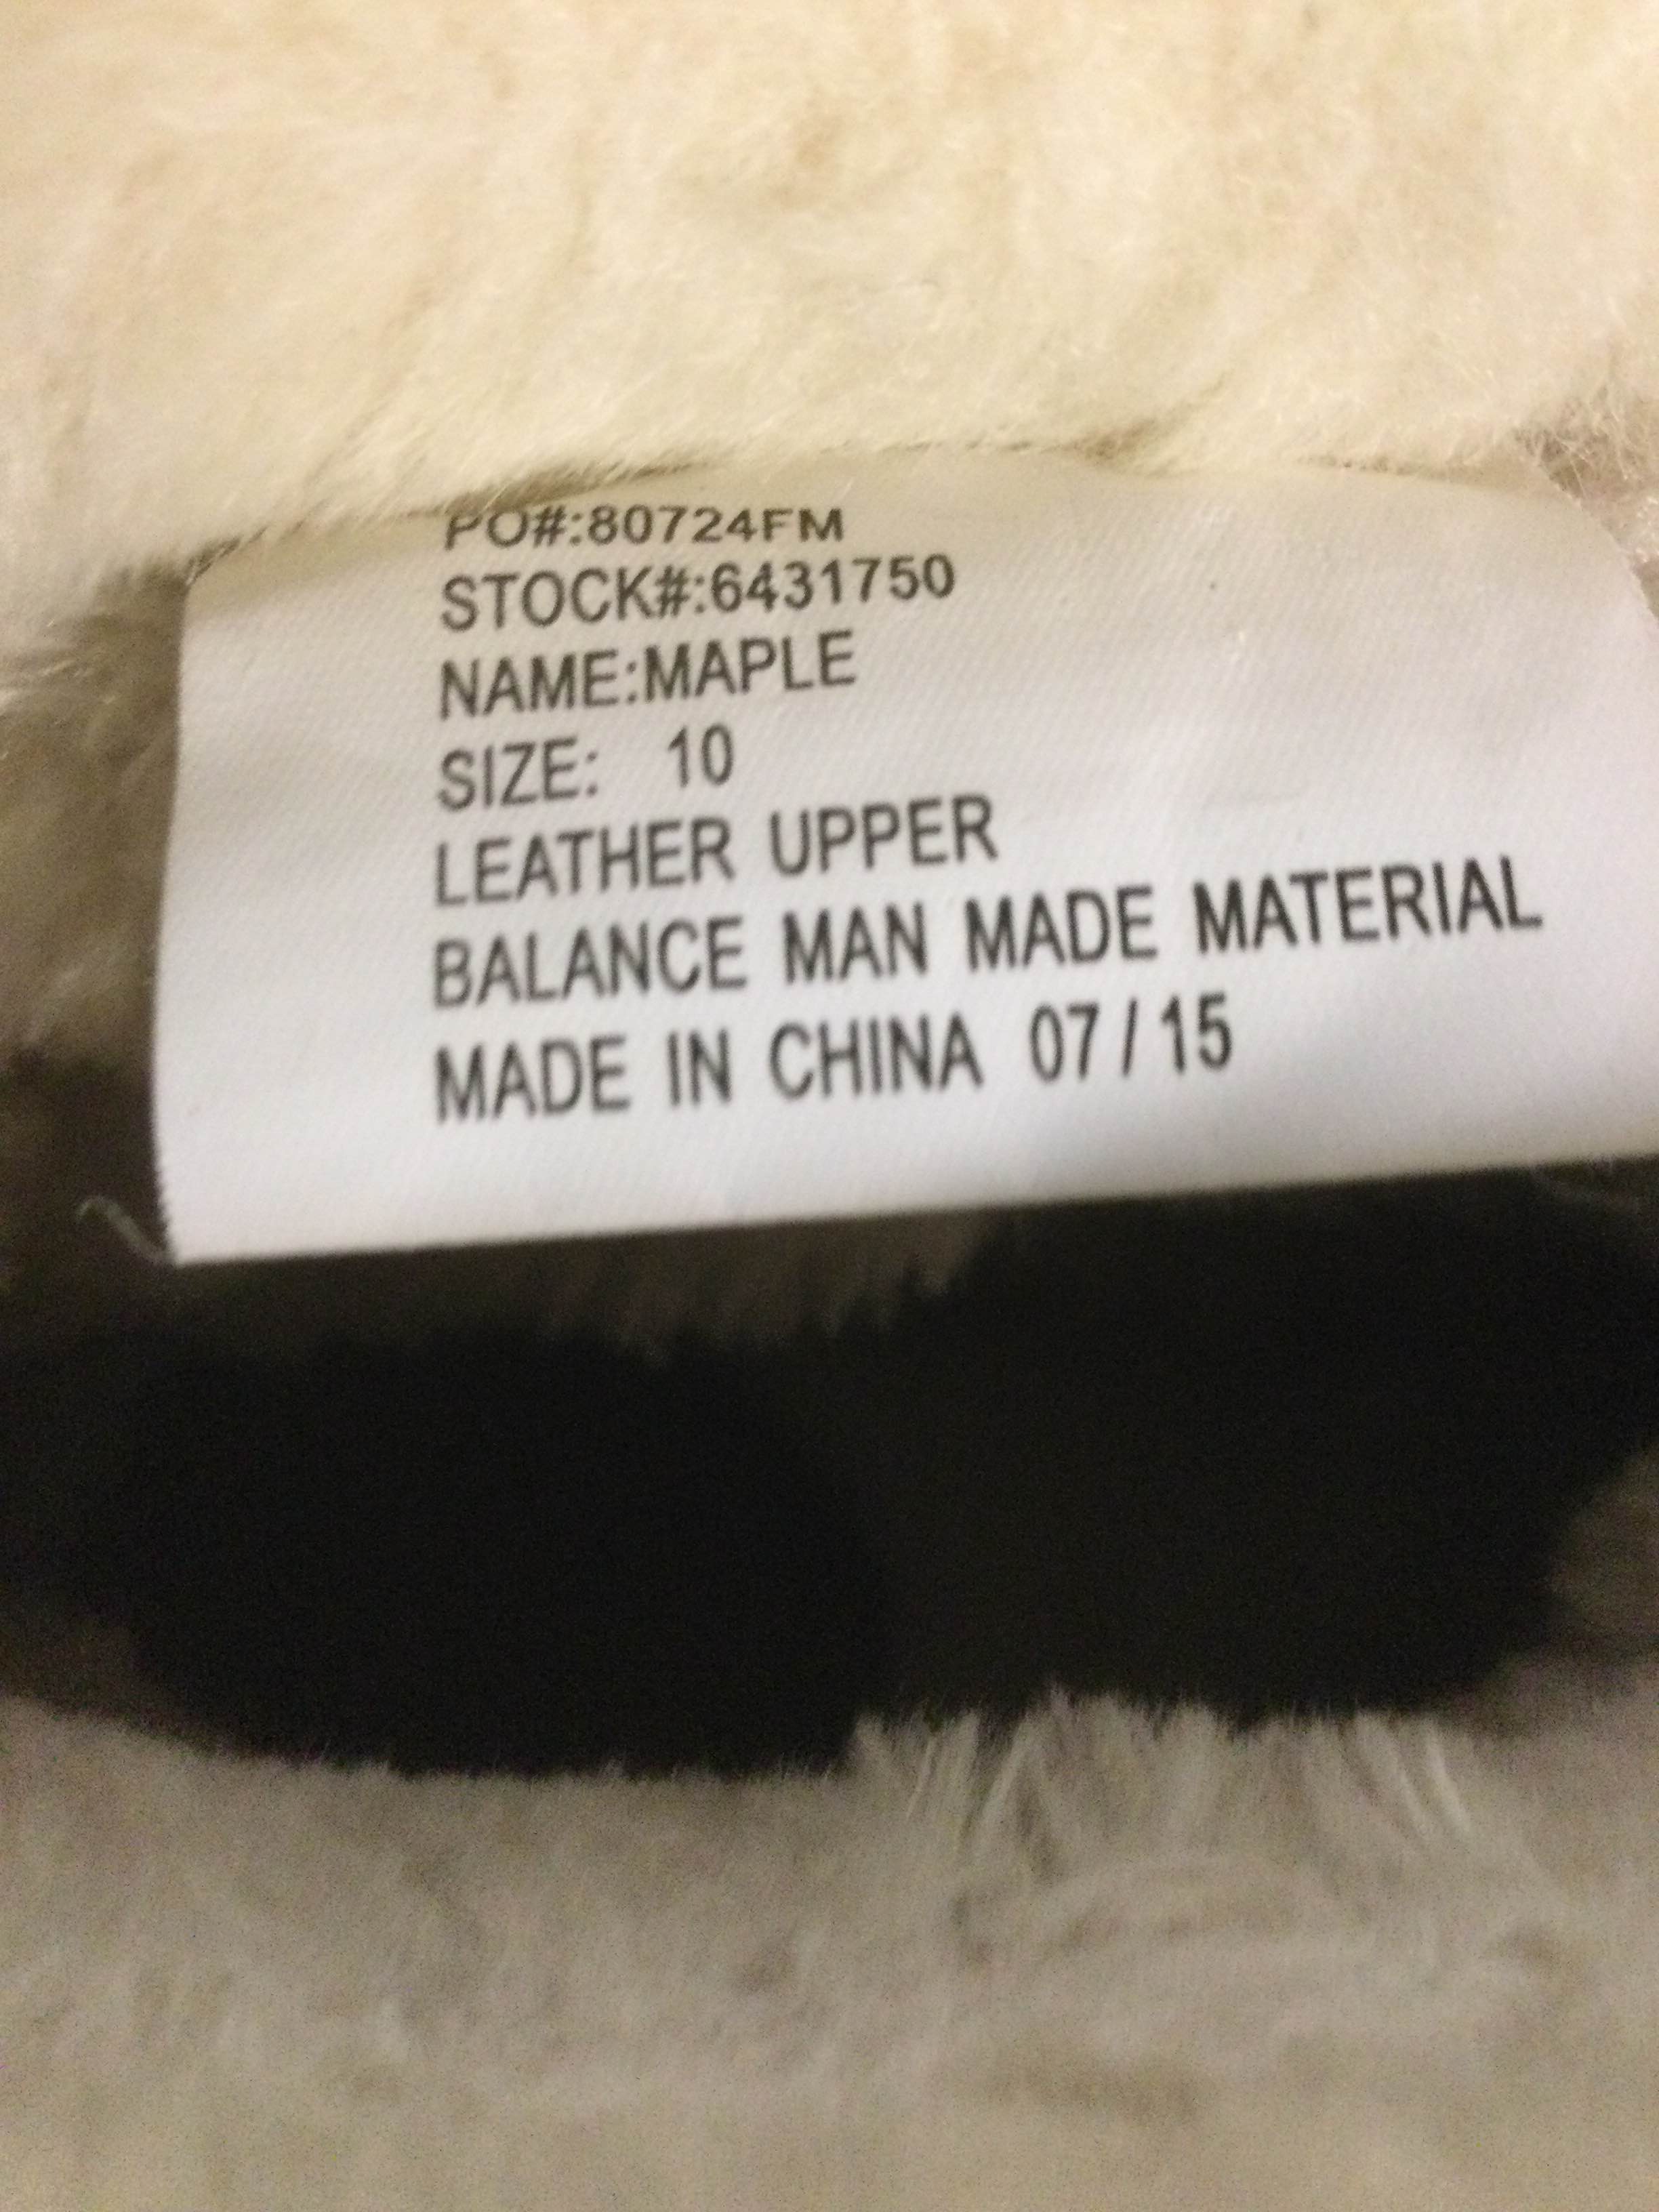 PO#:80724FM
STOCK#:6431750
NAME:MAPLE
SIZE: 10
LEATHER UPPER
BALANCE MAN MADE MATERIAL
MADE IN CHINA 07/15